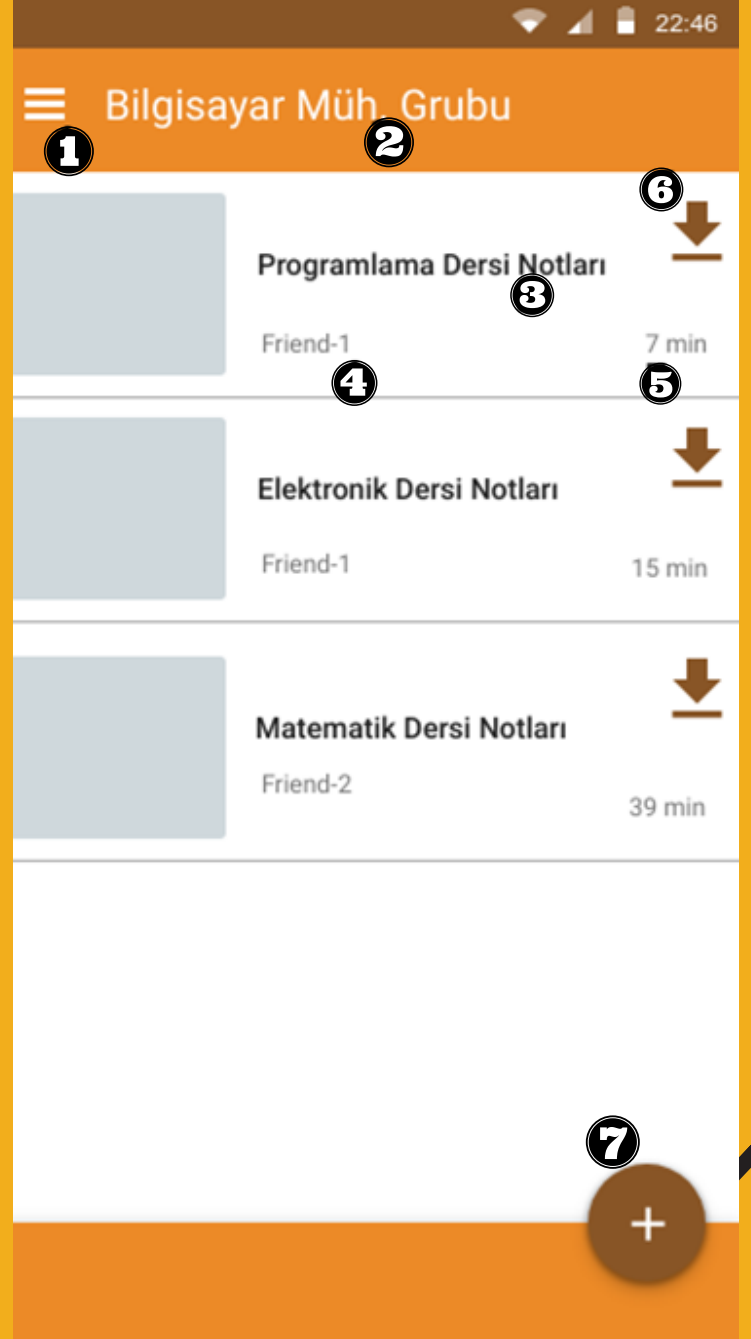 22:46
Bilgisayar Müh. Grubu
1
2
6
Programlama Dersi Notları
3
Friend-1
7 min
4
5
Elektronik Dersi Notları
Friend-1
15 min
Matematik Dersi Notları
Friend-2
39 min
7
+